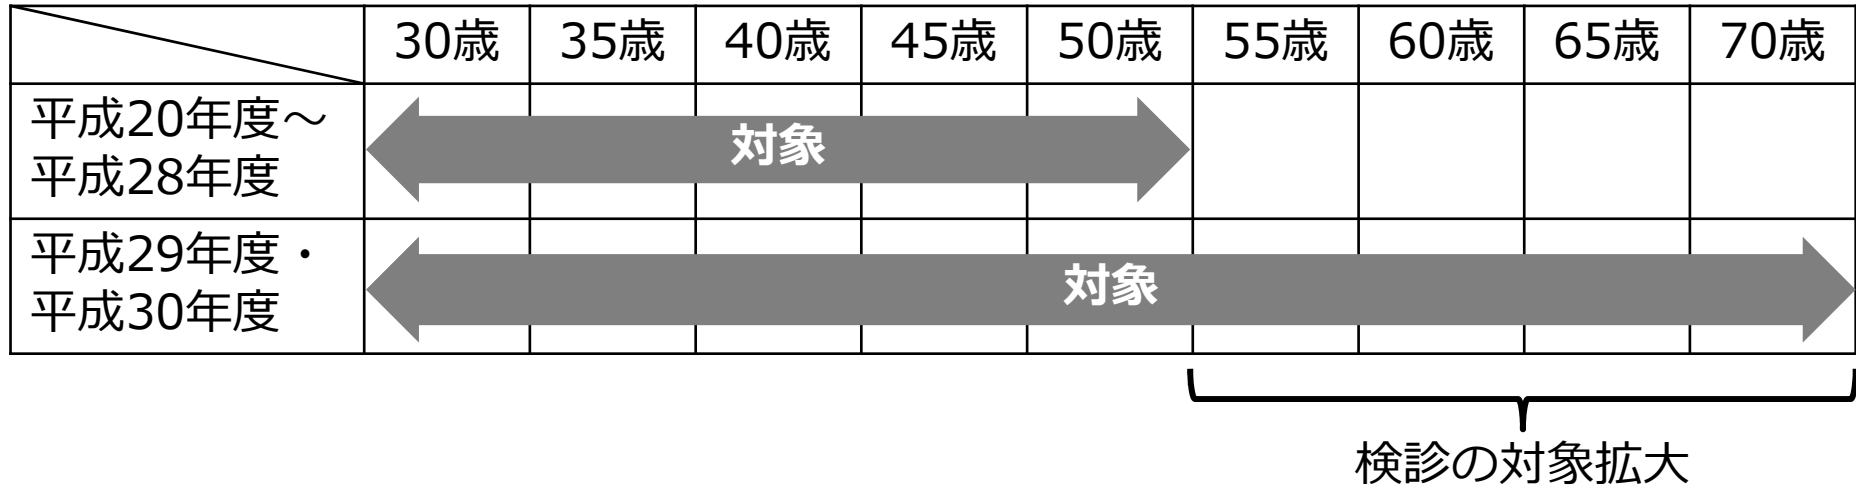 30歳 35歳 40歳 45歳 50歳 55歳 60歳 65歳 70歳
平成20年度～
平成28年度
対象
平成29年度・
平成30年度
対象
検診の対象拡大